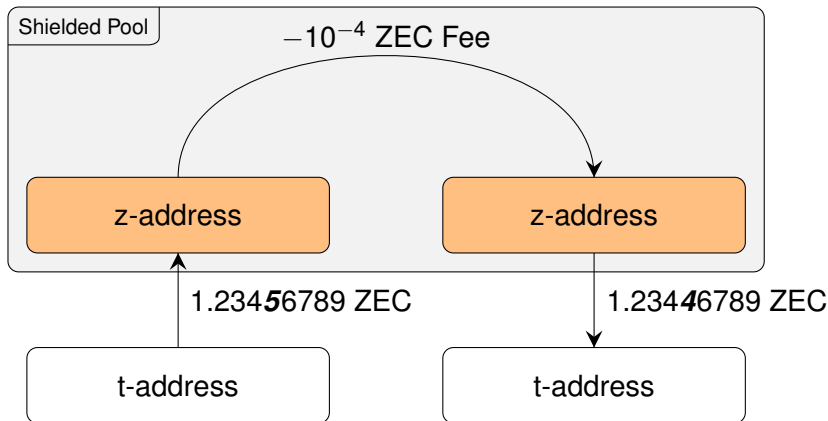 Shielded Pool
−10⁻⁴ ZEC Fee
z-address
z-address
1.23456789 ZEC
1.23446789 ZEC
t-address
t-address